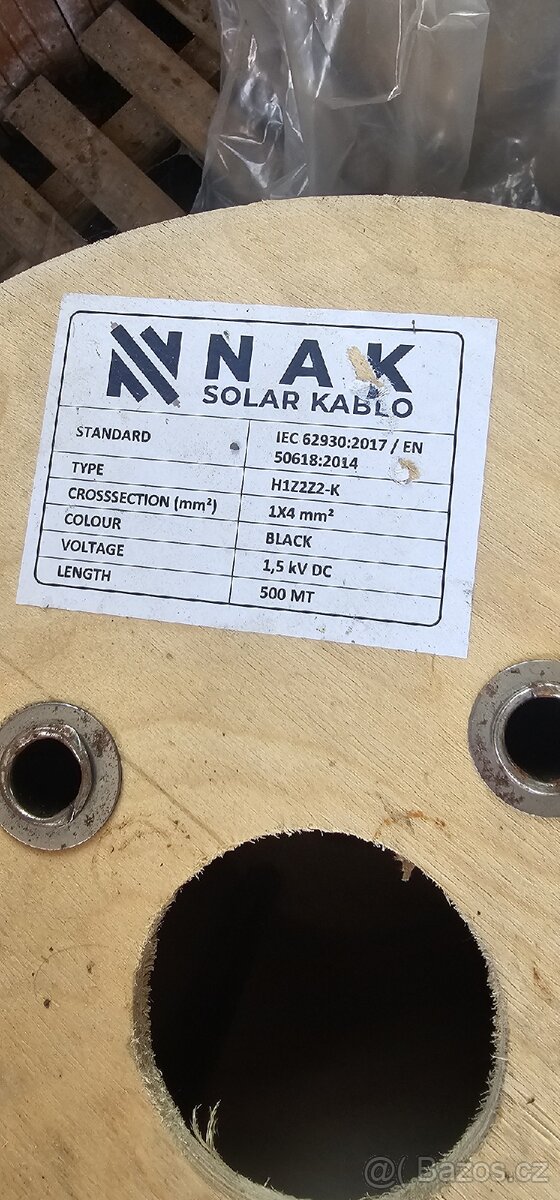 NAK
SOLAR KABLO
STANDARD IEC 62930:2017 / EN 50618:2014
TYPE H1Z2Z2-K
CROSSSECTION (mm²) 1X4 mm²
COLOUR BLACK
VOLTAGE 1,5 kV DC
LENGTH 500 MT
@( Bazos.cz